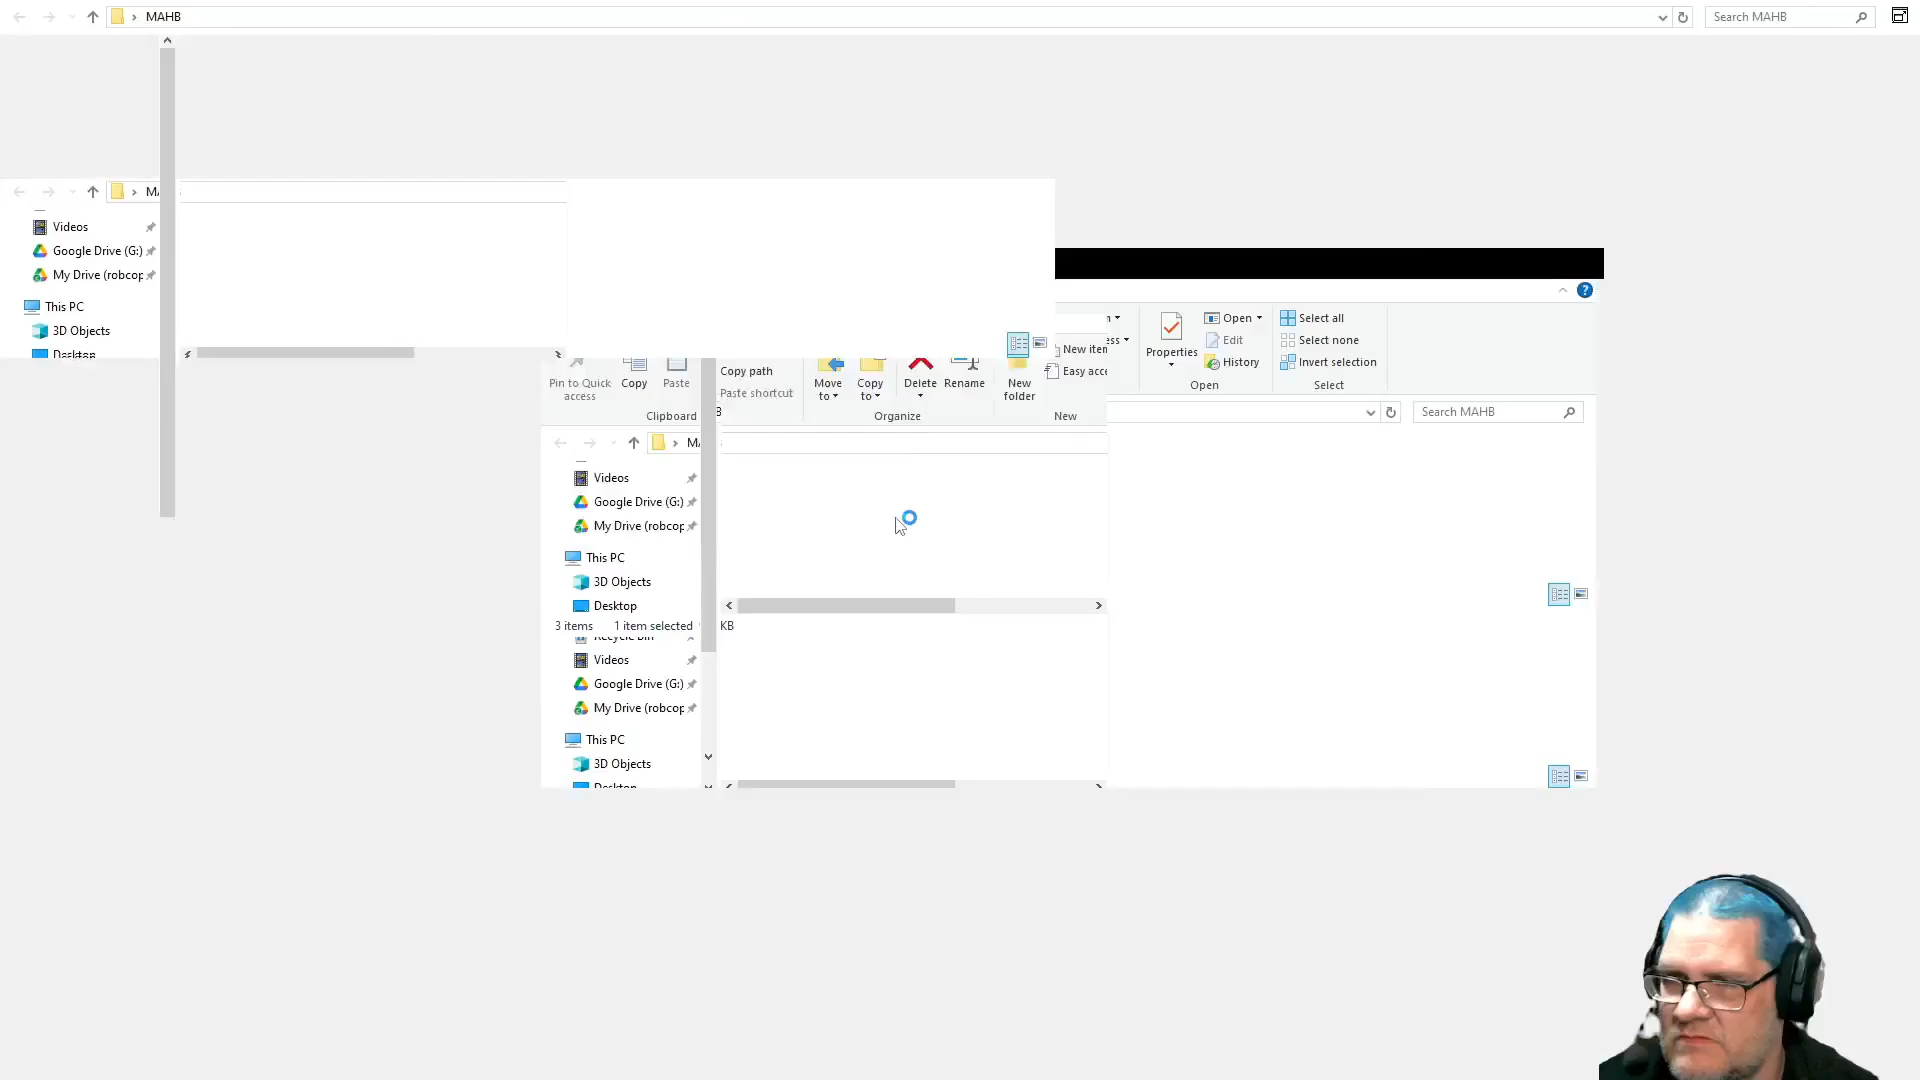 MAHB
Search MAHB
Videos
Google Drive (G:)
My Drive (robcop
This PC
3D Objects
Desktop
Open
Select all
New item
Edit
Select none
Properties
History
Invert selection
Easy acce
Open
Select
Pin to Quick access
Copy
Paste
Copy path
Paste shortcut
Move to
Copy to
Delete
Rename
New folder
Clipboard
Organize
New
Search MAHB
Videos
Google Drive (G:)
My Drive (robcop
This PC
3D Objects
Desktop
3 items
1 item selected
KB
Recycle Bin
Videos
Google Drive (G:)
My Drive (robcop
This PC
3D Objects
Desktop